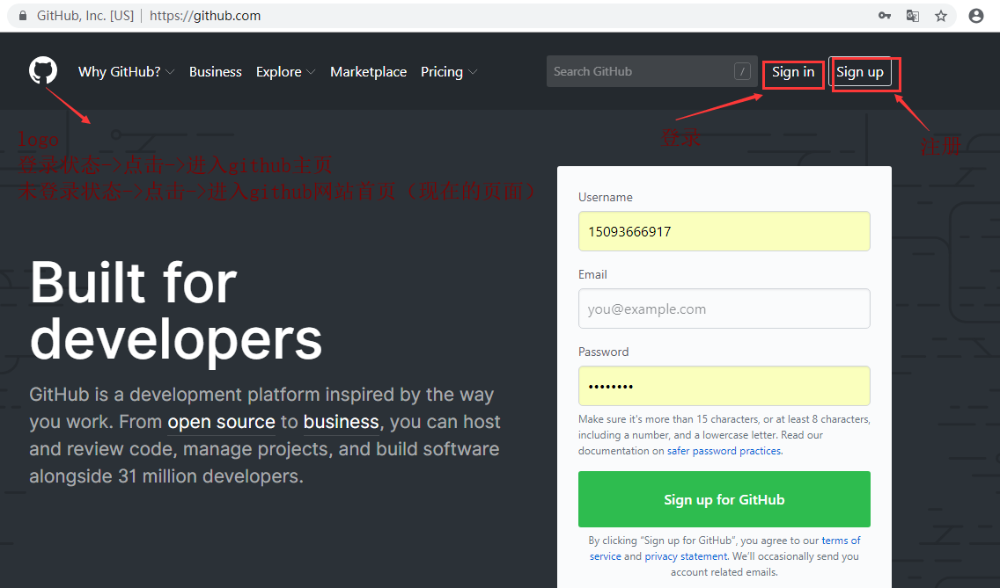 GitHub, Inc. [US] | https://github.com
Why GitHub? Business Explore Marketplace Pricing Search GitHub / Sign in Sign up
logo
登录状态->点击->进入github主页
未登录状态->点击->进入github网站首页（现在的页面）
登录
注册
Built for
developers
GitHub is a development platform inspired by the way
you work. From open source to business, you can host
and review code, manage projects, and build software
alongside 31 million developers.
Username
15093666917
Email
you@example.com
Password
••••••••
Make sure it's more than 15 characters, or at least 8 characters,
including a number, and a lowercase letter. Read our
documentation on safer password practices.
Sign up for GitHub
By clicking “Sign up for GitHub”, you agree to our terms of
service and privacy statement. We’ll occasionally send you
account related emails.